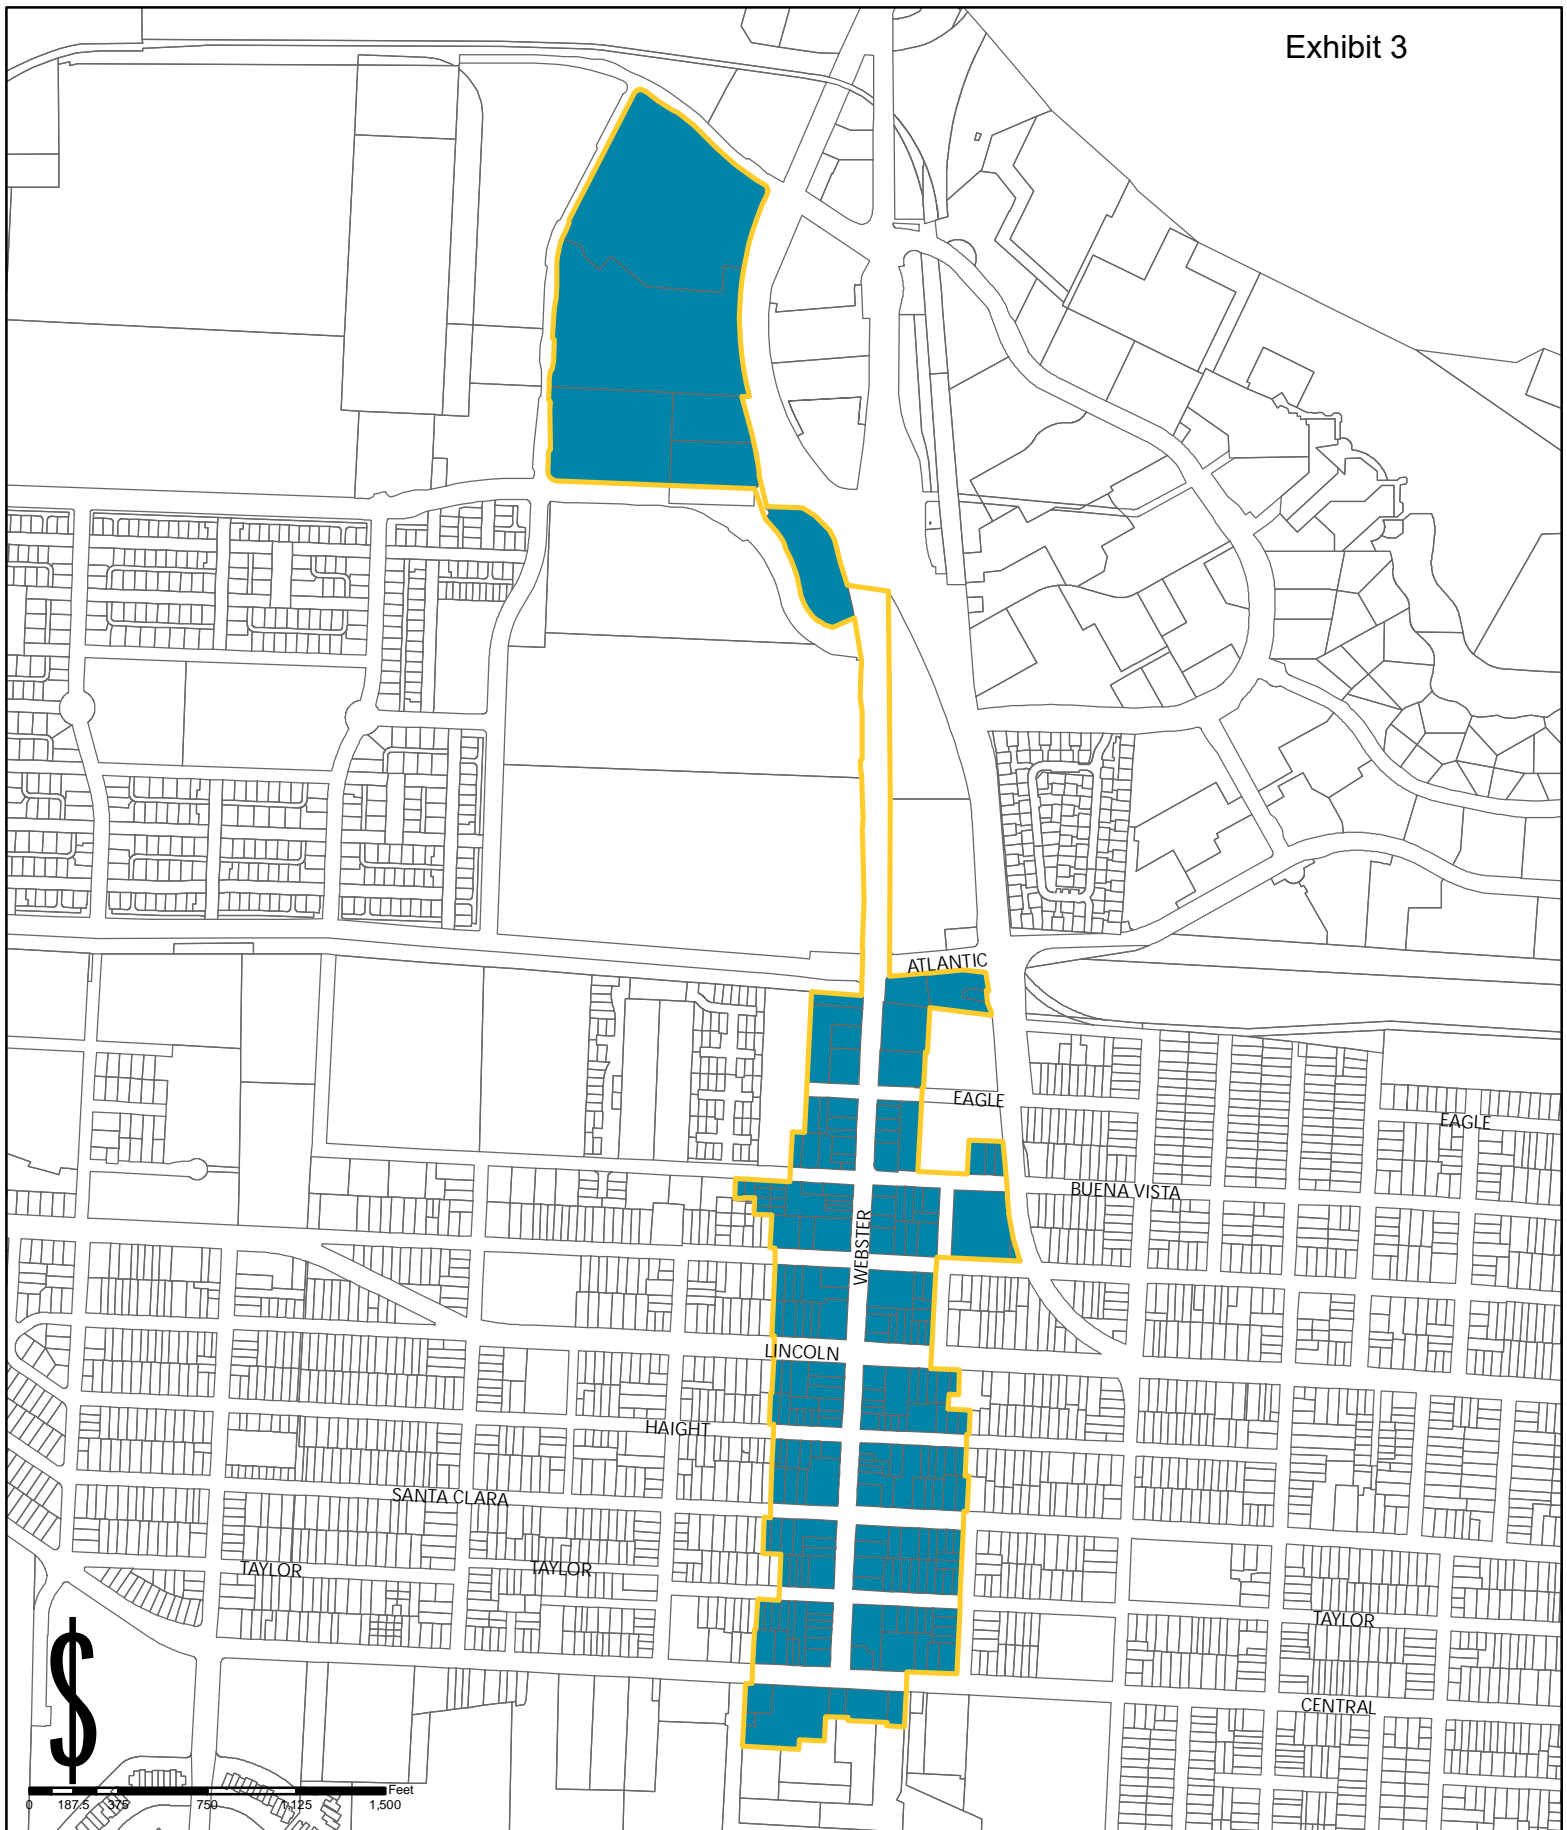 Exhibit 3
ATLANTIC
EAGLE
EAGLE
BUENA VISTA
WEBSTER
LINCOLN
HAIGHT
SANTA CLARA
TAYLOR
TAYLOR
TAYLOR
CENTRAL
$
Feet
0 187.5 375 750 1,125 1,500